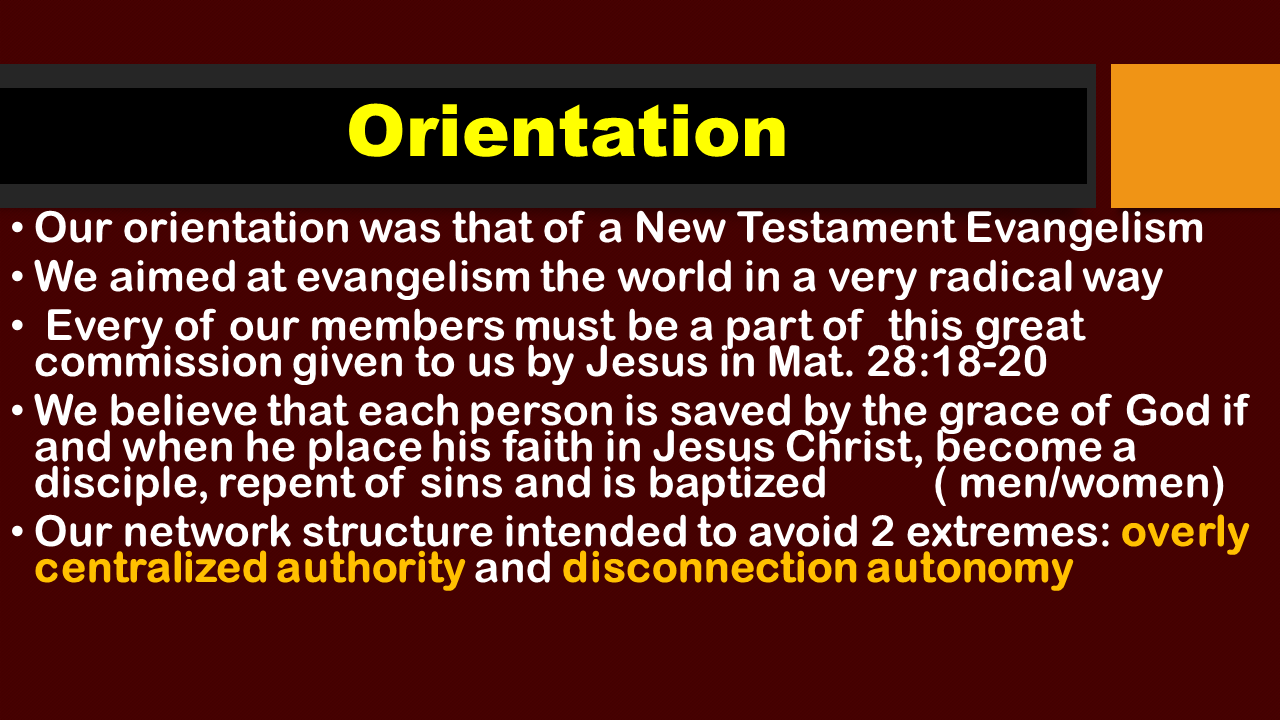 Orientation
• Our orientation was that of a New Testament Evangelism
• We aimed at evangelism the world in a very radical way
• Every of our members must be a part of this great
commission given to us by Jesus in Mat. 28:18-20
• We believe that each person is saved by the grace of God if
and when he place his faith in Jesus Christ, become a
disciple, repent of sins and is baptized ( men/women)
• Our network structure intended to avoid 2 extremes: overly
centralized authority and disconnection autonomy